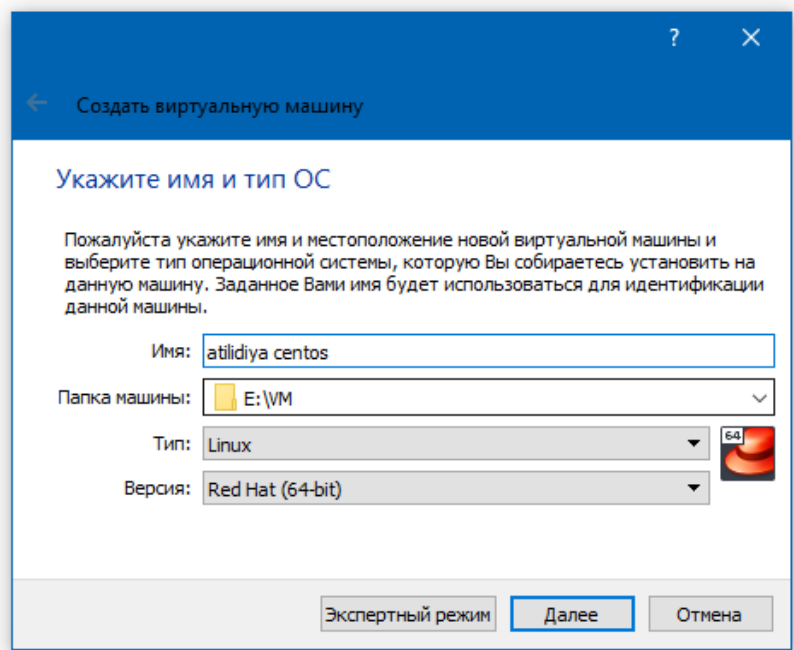 ?
Создать виртуальную машину
Укажите имя и тип ОС
Пожалуйста укажите имя и местоположение новой виртуальной машины и
выберите тип операционной системы, которую Вы собираетесь установить на
данную машину. Заданное Вами имя будет использоваться для идентификации
данной машины.
Имя: atilidiya centos
Папка машины: E:\VM
Тип: Linux
64
Версия: Red Hat (64-bit)
Экспертный режим Далее Отмена